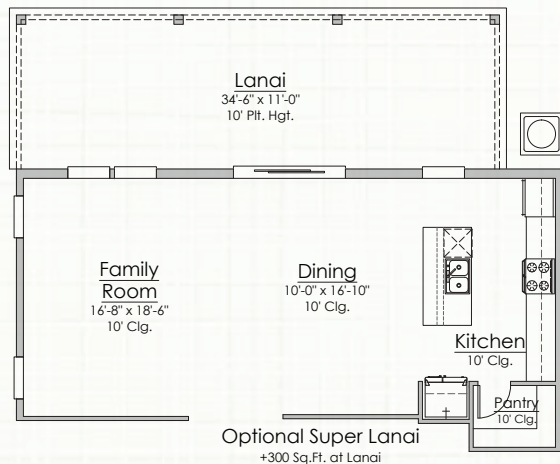 Lanai
34'-6" x 11'-0"
10' Plt. Hgt.
Family
Room
16'-8" x 18'-6"
10' Clg.
Dining
10'-0" x 16'-10"
10' Clg.
Kitchen
10' Clg.
Pantry
10' Clg.
Optional Super Lanai
+300 Sq.Ft. at Lanai